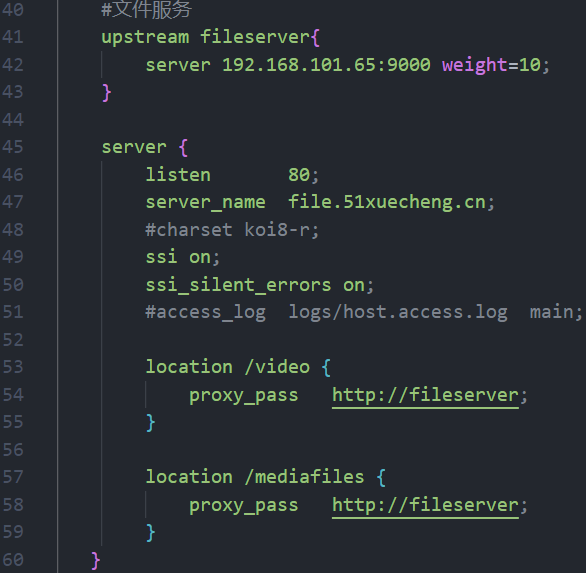 40 #文件服务
41 upstream fileserver{
42 server 192.168.101.65:9000 weight=10;
43 }
44
45 server {
46 listen 80;
47 server_name file.51xuecheng.cn;
48 #charset koi8-r;
49 ssi on;
50 ssi_silent_errors on;
51 #access_log logs/host.access.log main;
52
53 location /video {
54 proxy_pass http://fileserver;
55 }
56
57 location /mediafiles {
58 proxy_pass http://fileserver;
59 }
60 }